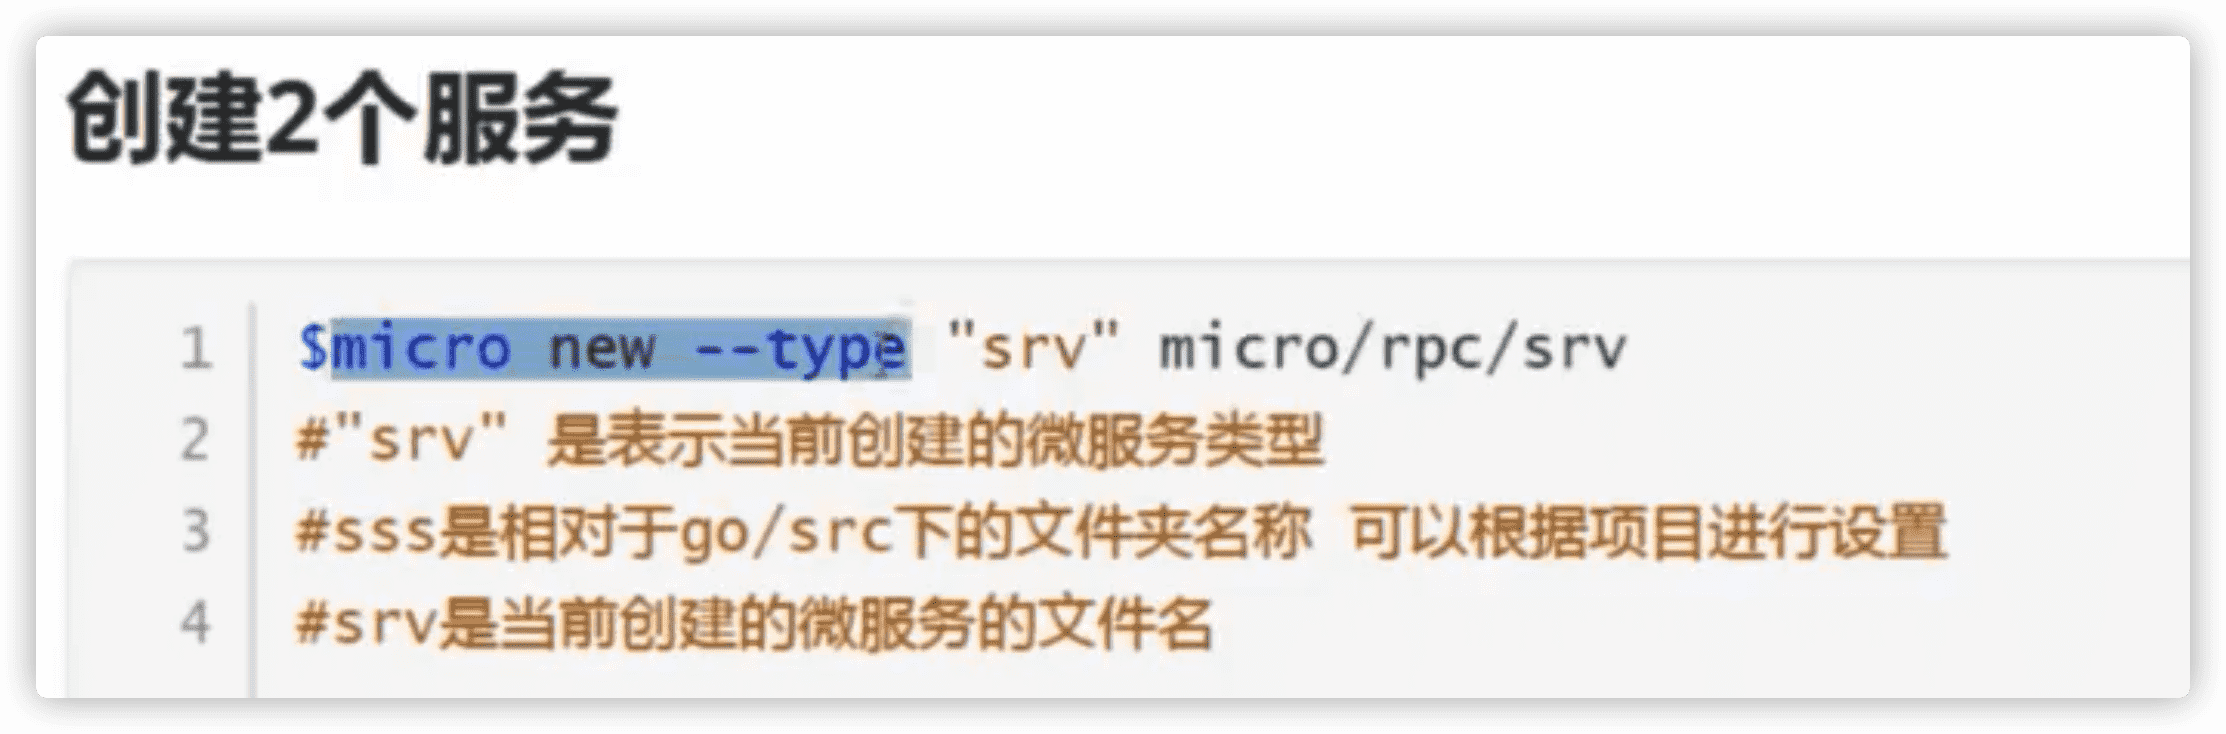 创建2个服务
1 $micro new --type "srv" micro/rpc/srv
2 #"srv" 是表示当前创建的微服务类型
3 #sss是相对于go/src下的文件夹名称 可以根据项目进行设置
4 #srv是当前创建的微服务的文件名